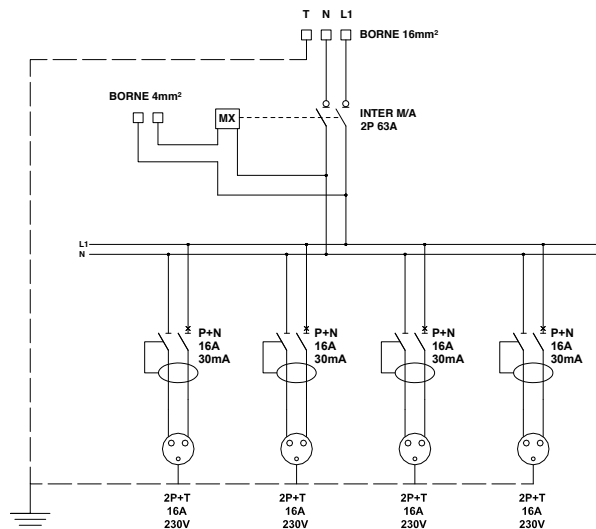 T N L1
BORNE 16mm²
BORNE 4mm²
MX
INTER M/A
2P 63A
L1
N
P+N
16A
30mA
P+N
16A
30mA
P+N
16A
30mA
P+N
16A
30mA
2P+T
16A
230V
2P+T
16A
230V
2P+T
16A
230V
2P+T
16A
230V